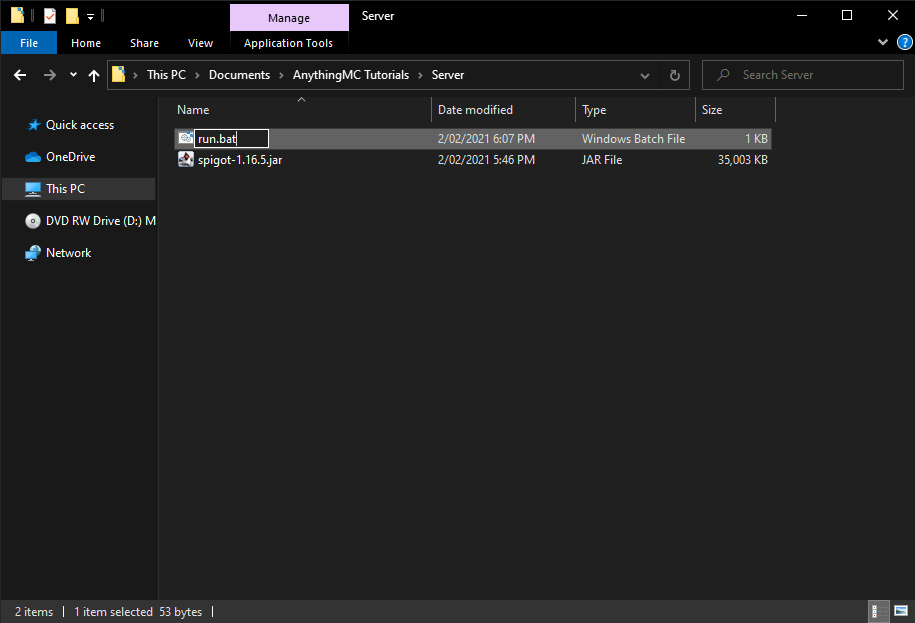 Manage Server
File Home Share View Application Tools
This PC Documents AnythingMC Tutorials Server Search Server
Name Date modified Type Size
Quick access
OneDrive
This PC
DVD RW Drive (D:) M
Network
run.bat 2/02/2021 6:07 PM Windows Batch File 1 KB
spigot-1.16.5.jar 2/02/2021 5:46 PM JAR File 35,003 KB
2 items 1 item selected 53 bytes